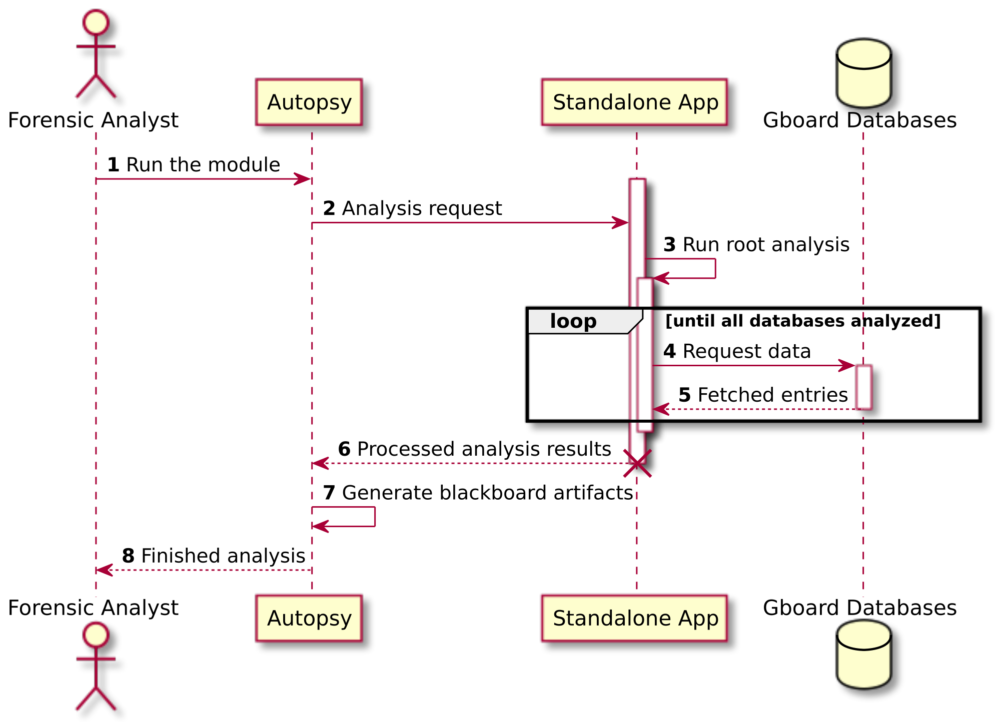 Forensic Analyst
Autopsy
Standalone App
Gboard Databases
1 Run the module
2 Analysis request
3 Run root analysis
loop [until all databases analyzed]
4 Request data
5 Fetched entries
6 Processed analysis results
7 Generate blackboard artifacts
8 Finished analysis
Forensic Analyst
Autopsy
Standalone App
Gboard Databases